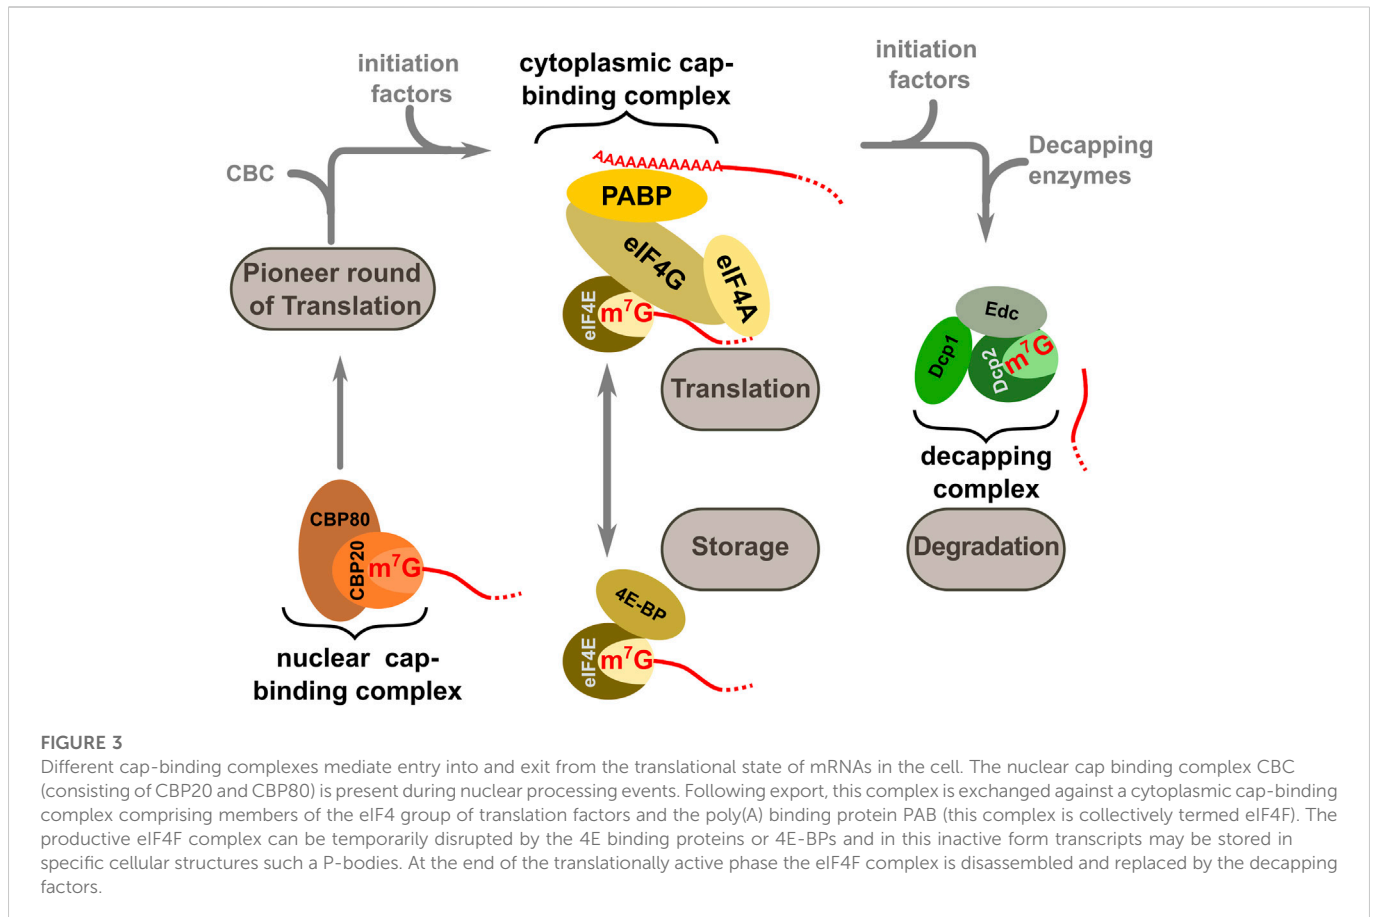 initiation
factors
CBC
Pioneer round
of Translation
CBP80
CBP20
m⁷G
nuclear cap-
binding complex
cytoplasmic cap-
binding complex
AAAAAAAAAAAA
PABP
eIF4G
eIF4A
eIF4E
m⁷G
Translation
Storage
4E-BP
eIF4E
m⁷G
initiation
factors
Decapping
enzymes
Edc
Dcp1
Dcp2
m⁷G
decapping
complex
Degradation
FIGURE 3
Different cap-binding complexes mediate entry into and exit from the translational state of mRNAs in the cell. The nuclear cap binding complex CBC
(consisting of CBP20 and CBP80) is present during nuclear processing events. Following export, this complex is exchanged against a cytoplasmic cap-binding
complex comprising members of the eIF4 group of translation factors and the poly(A) binding protein PAB (this complex is collectively termed eIF4F). The
productive eIF4F complex can be temporarily disrupted by the 4E binding proteins or 4E-BPs and in this inactive form transcripts may be stored in
specific cellular structures such a P-bodies. At the end of the translationally active phase the eIF4F complex is disassembled and replaced by the decapping
factors.